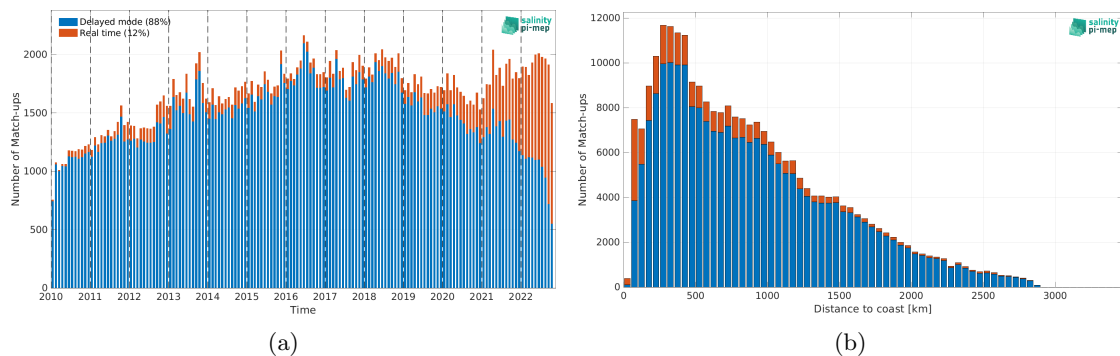 Delayed mode (88%)
Real time (12%)
salinity
pi-mep
2000
1500
1000
500
0
Number of Match-ups
2010 2011 2012 2013 2014 2015 2016 2017 2018 2019 2020 2021 2022
Time
(a)
salinity
pi-mep
12000
10000
8000
6000
4000
2000
0
Number of Match-ups
0 500 1000 1500 2000 2500 3000
Distance to coast [km]
(b)